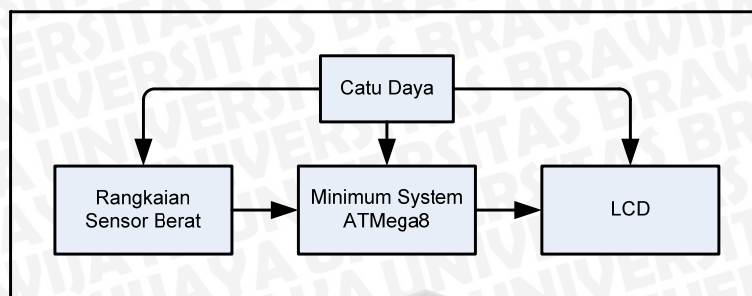 Catu Daya
Rangkaian
Sensor Berat
Minimum System
ATMega8
LCD